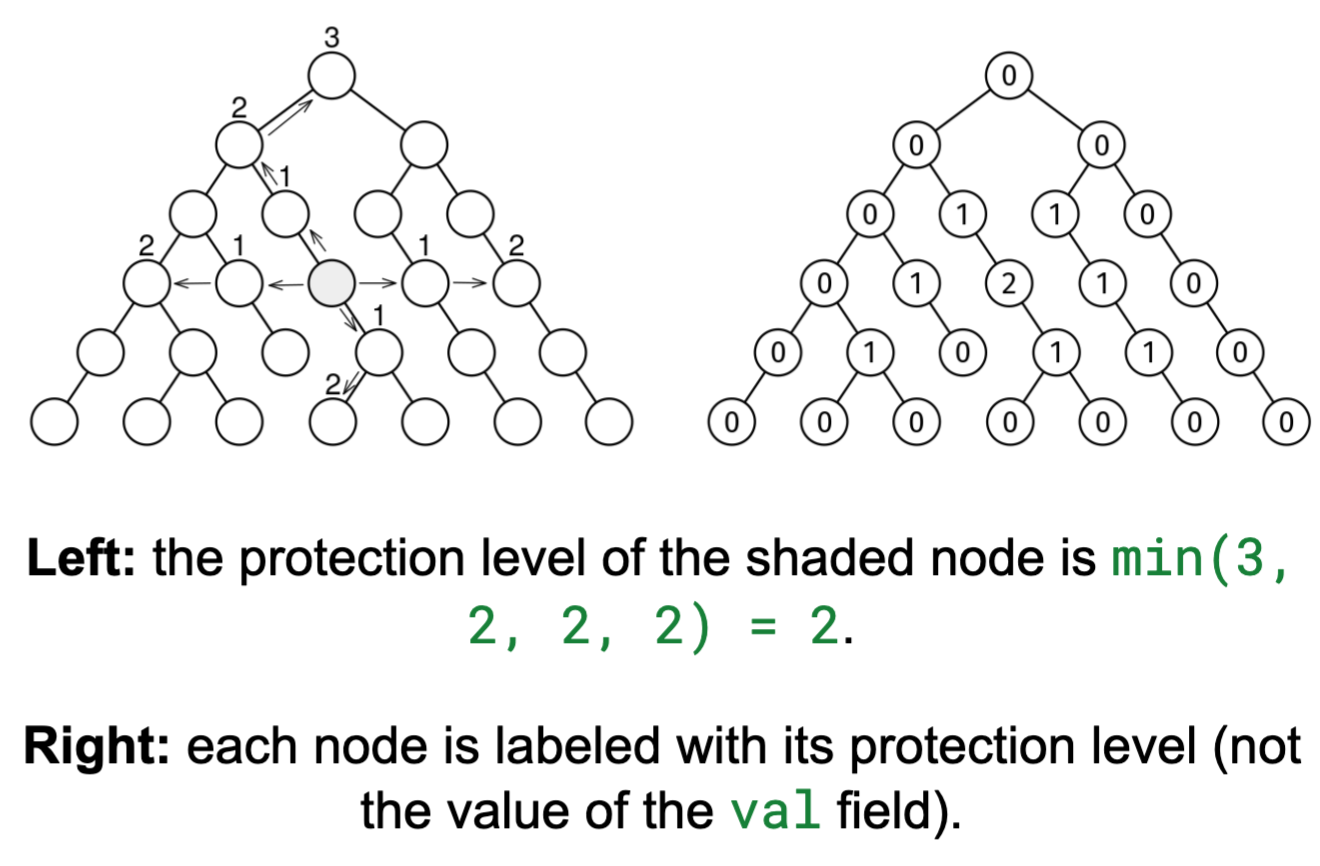 3
2
1
2 1 1 2
1
2
0
0 0
0 1 1 0
0 1 2 1 0
0 1 0 1 1 0
0 0 0 0 0 0 0
Left: the protection level of the shaded node is min(3,
2, 2, 2) = 2.
Right: each node is labeled with its protection level (not
the value of the val field).